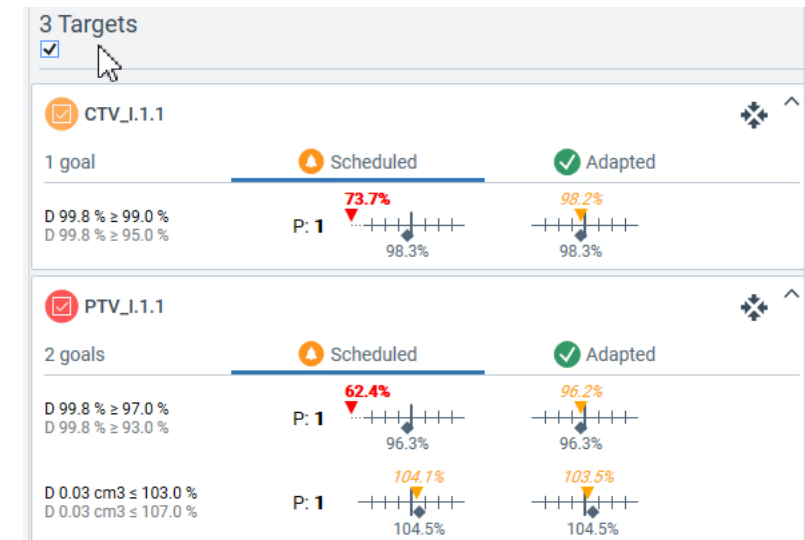 3 Targets
CTV_I.1.1
1 goal Scheduled Adapted
73.7% 98.2%
D 99.8 % ≥ 99.0 % P: 1
D 99.8 % ≥ 95.0 %
98.3% 98.3%
PTV_I.1.1
2 goals Scheduled Adapted
62.4% 96.2%
D 99.8 % ≥ 97.0 % P: 1
D 99.8 % ≥ 93.0 %
96.3% 96.3%
104.1% 103.5%
D 0.03 cm3 ≤ 103.0 % P: 1
D 0.03 cm3 ≤ 107.0 %
104.5% 104.5%